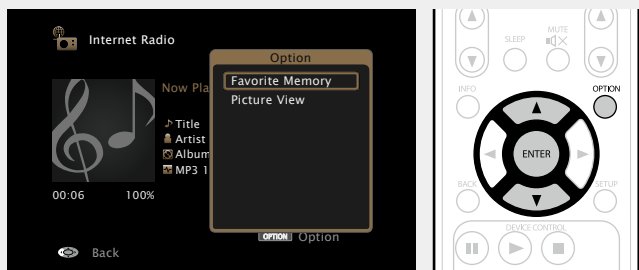 Internet Radio
Option
Favorite Memory
Picture View
Now Pla
Title
Artist
Album
MP3 1
00:06 100%
OPTION Option
Back
SLEEP
MUTE
INFO
OPTION
ENTER
BACK
SETUP
DEVICE CONTROL